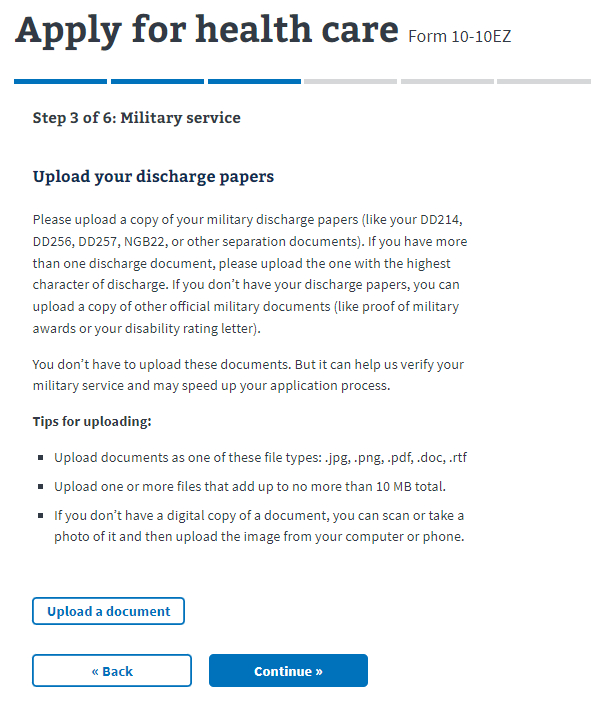 Apply for health care Form 10-10EZ
Step 3 of 6: Military service
Upload your discharge papers
Please upload a copy of your military discharge papers (like your DD214,
DD256, DD257, NGB22, or other separation documents). If you have more
than one discharge document, please upload the one with the highest
character of discharge. If you don’t have your discharge papers, you can
upload a copy of other official military documents (like proof of military
awards or your disability rating letter).
You don’t have to upload these documents. But it can help us verify your
military service and may speed up your application process.
Tips for uploading:
▪ Upload documents as one of these file types: .jpg, .png, .pdf, .doc, .rtf
▪ Upload one or more files that add up to no more than 10 MB total.
▪ If you don’t have a digital copy of a document, you can scan or take a
photo of it and then upload the image from your computer or phone.
Upload a document
« Back
Continue »